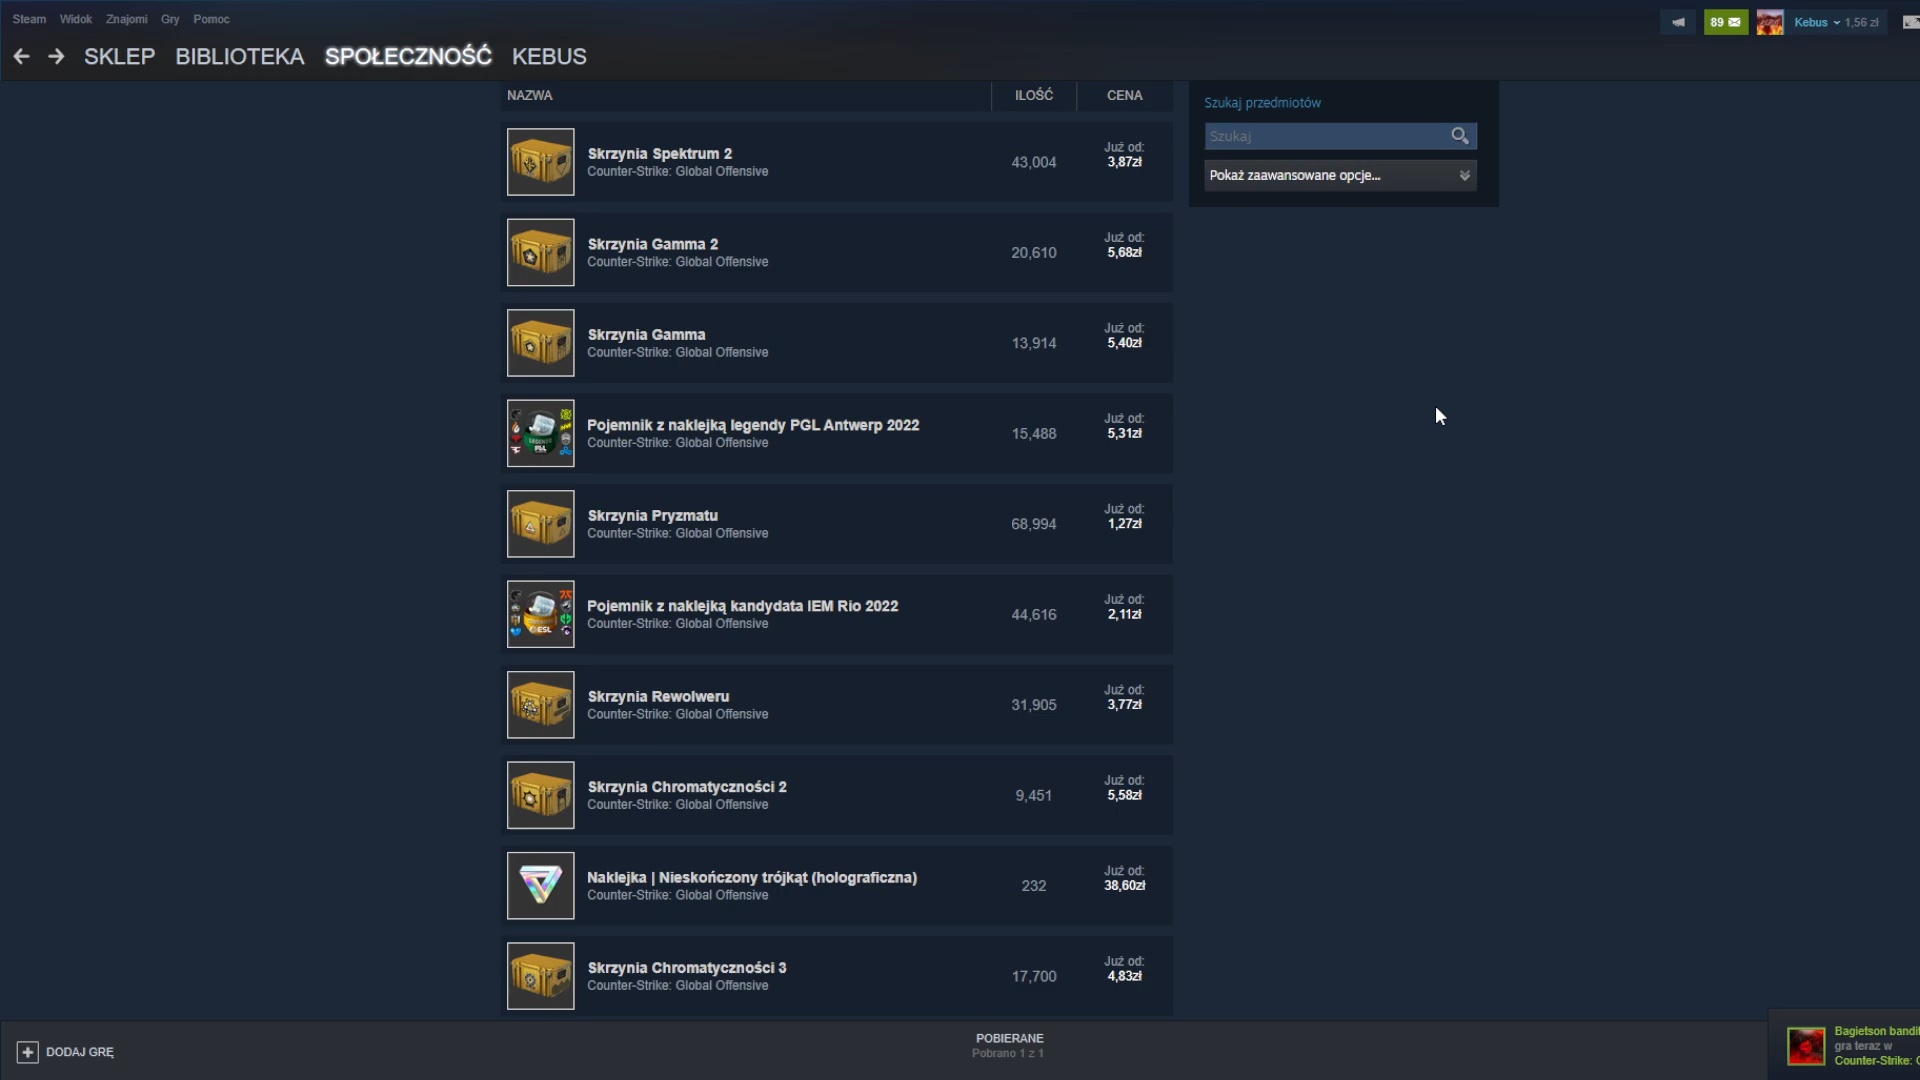 Steam Widok Znajomi Gry Pomoc
89 Kebus 1,56 zł
SKLEP BIBLIOTEKA SPOŁECZNOŚĆ KEBUS
NAZWA ILOŚĆ CENA
Szukaj przedmiotów
Szukaj
Pokaż zaawansowane opcje...
Skrzynia Spektrum 2
Counter-Strike: Global Offensive
43,004
Już od:
3,87zł
Skrzynia Gamma 2
Counter-Strike: Global Offensive
20,610
Już od:
5,68zł
Skrzynia Gamma
Counter-Strike: Global Offensive
13,914
Już od:
5,40zł
Pojemnik z naklejką legendy PGL Antwerp 2022
Counter-Strike: Global Offensive
15,488
Już od:
5,31zł
Skrzynia Pryzmatu
Counter-Strike: Global Offensive
68,994
Już od:
1,27zł
Pojemnik z naklejką kandydata IEM Rio 2022
Counter-Strike: Global Offensive
44,616
Już od:
2,11zł
Skrzynia Rewolweru
Counter-Strike: Global Offensive
31,905
Już od:
3,77zł
Skrzynia Chromatyczności 2
Counter-Strike: Global Offensive
9,451
Już od:
5,58zł
Naklejka | Nieskończony trójkąt (holograficzna)
Counter-Strike: Global Offensive
232
Już od:
38,60zł
Skrzynia Chromatyczności 3
Counter-Strike: Global Offensive
17,700
Już od:
4,83zł
DODAJ GRĘ
POBIERANE
Pobrano 1 z 1
Bagietson bandi
gra teraz w
Counter-Strike: